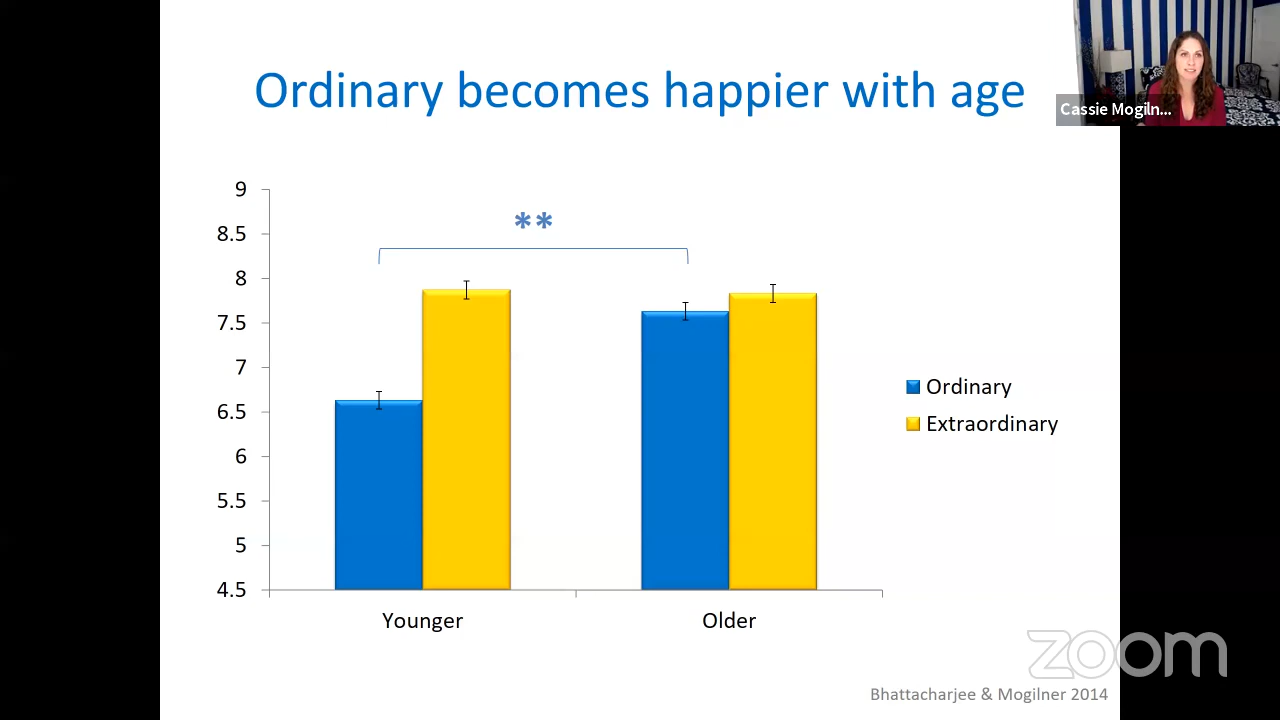 Ordinary becomes happier with age
Cassie Mogiln...
9
8.5
8
7.5
7
6.5
6
5.5
5
4.5
**
Younger
Older
Ordinary
Extraordinary
zoom
Bhattacharjee & Mogilner 2014